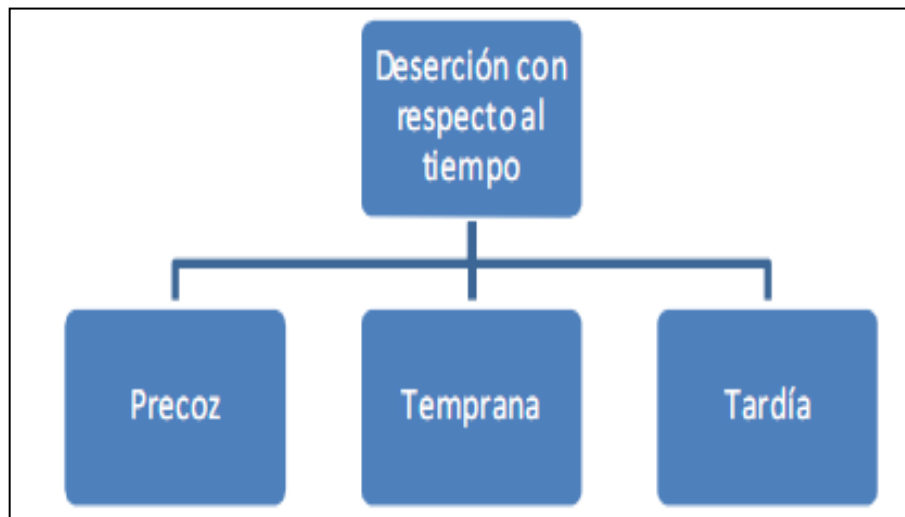 Deserción con
respecto al
tiempo
Precoz
Temprana
Tardía